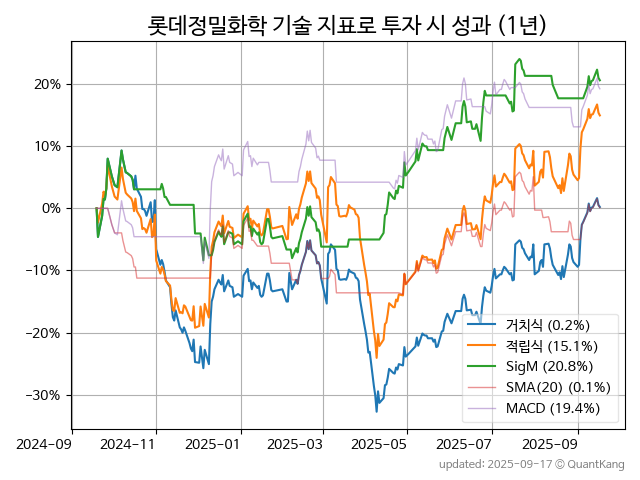 롯데정밀화학 기술 지표로 투자 시 성과 (1년)
20%
10%
0%
−10%
−20%
−30%
거치식 (0.2%)
적립식 (15.1%)
SigM (20.8%)
SMA(20) (0.1%)
MACD (19.4%)
2024-09 2024-11 2025-01 2025-03 2025-05 2025-07 2025-09
updated: 2025-09-17 ⓒ QuantKang